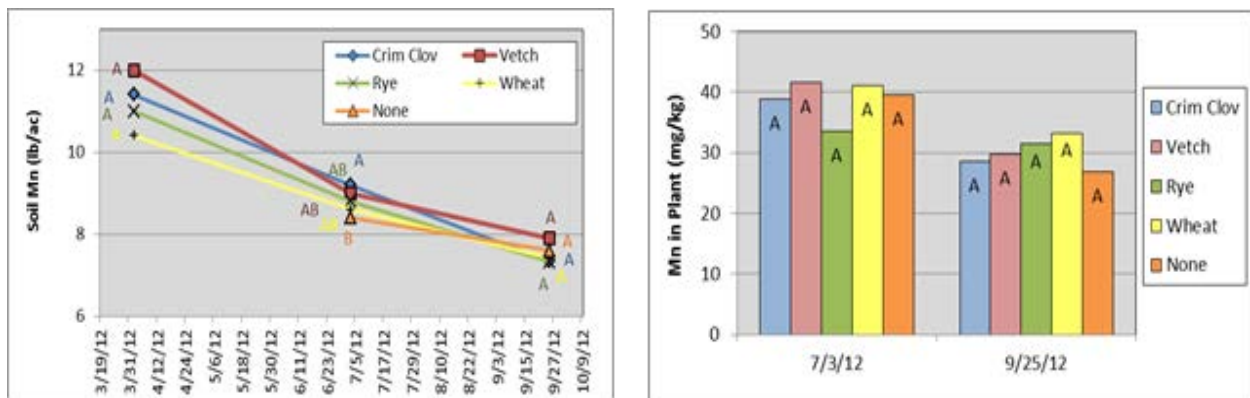 Soil Mn (lb/ac)
12
10
8
6
Crim Clov
Vetch
Rye
Wheat
None
A
A
A
A
AB
AB
B
A
A
A
A
3/19/12
3/31/12
4/12/12
4/24/12
5/6/12
5/18/12
5/30/12
6/11/12
6/23/12
7/5/12
7/17/12
7/29/12
8/10/12
8/22/12
9/3/12
9/15/12
9/27/12
10/9/12
Mn in Plant (mg/kg)
50
40
30
20
10
0
A
A
A
A
A
A
A
A
A
A
7/3/12
9/25/12
Crim Clov
Vetch
Rye
Wheat
None